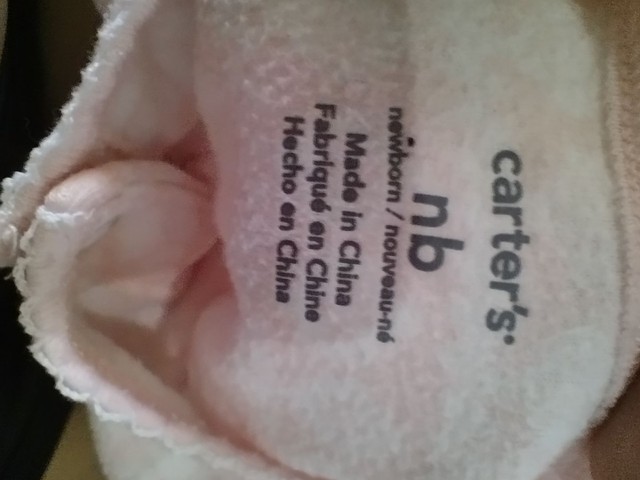 carter's
nb
newborn / nouveau-né
Made in China
Fabriqué en Chine
Hecho en China